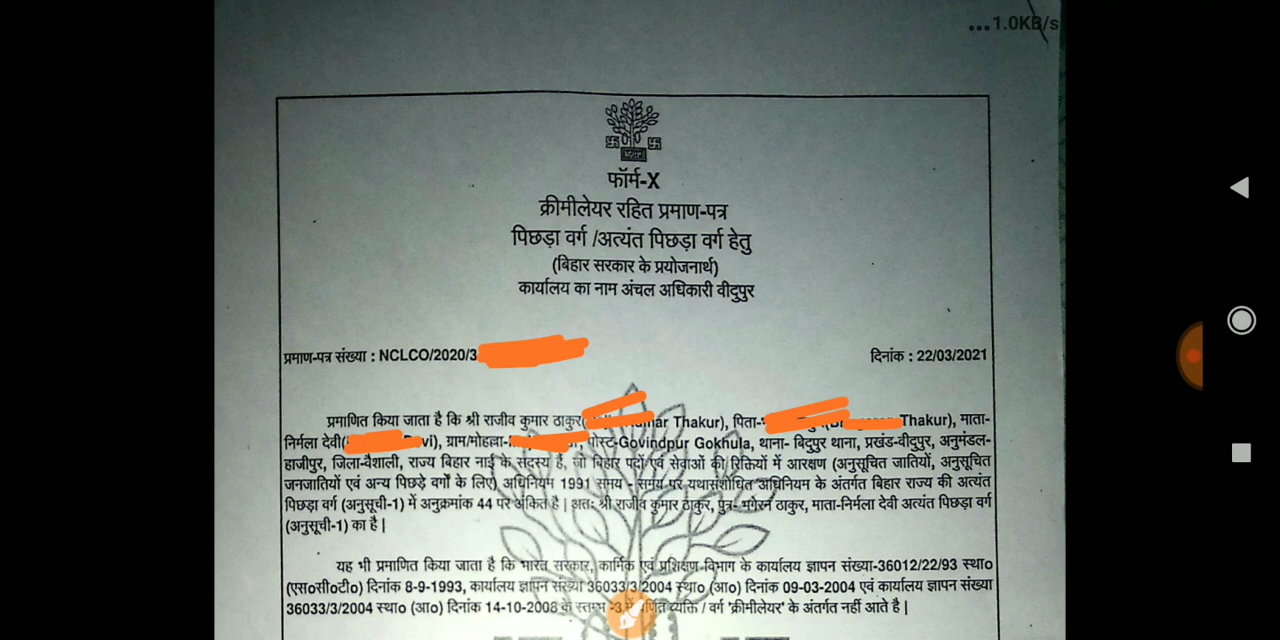 ...1.0KB/s
बिहार
फॉर्म-X
क्रीमीलेयर रहित प्रमाण-पत्र
पिछड़ा वर्ग /अत्यंत पिछड़ा वर्ग हेतु
(बिहार सरकार के प्रयोजनार्थ)
कार्यालय का नाम अंचल अधिकारी वीदुपुर
प्रमाण-पत्र संख्या : NCLCO/2020/3 दिनांक : 22/03/2021
प्रमाणित किया जाता है कि श्री राजीव कुमार ठाकुर( Thakur), पिता- Thakur), माता-
निर्मला देवी( ग्राम/मोहल्ला- पोस्ट-Govindpur Gokhula, थाना- बिदुपुर थाना, प्रखंड-वीदुपुर, अनुमंडल-
हाजीपुर, जिला-वैशाली, राज्य बिहार नाई के सदस्य हैं, जो बिहार पदों एवं सेवाओं की रिक्तियों में आरक्षण (अनुसूचित जातियों, अनुसूचित
जनजातियों एवं अन्य पिछड़े वर्गों के लिए) अधिनियम 1991 समय - समय पर यथासंशोधित अधिनियम के अंतर्गत बिहार राज्य की अत्यंत
पिछड़ा वर्ग (अनुसूची-1) में अनुक्रमांक 44 पर अंकित है | अतः श्री राजीव कुमार ठाकुर, पुत्र- भगेरन ठाकुर, माता-निर्मला देवी अत्यंत पिछड़ा वर्ग
(अनुसूची-1) का है |
यह भी प्रमाणित किया जाता है कि भारत सरकार, कार्मिक एवं प्रशिक्षण-विभाग के कार्यालय ज्ञापन संख्या-36012/22/93 स्था०
(एस०सी०टी०) दिनांक 8-9-1993, कार्यालय ज्ञापन संख्या 36033/3/2004 स्था० (आ०) दिनांक 09-03-2004 एवं कार्यालय ज्ञापन संख्या
36033/3/2004 स्था० (आ०) दिनांक 14-10-2008 के स्तम्भ -3 में व्यक्ति / वर्ग 'क्रीमीलेयर' के अंतर्गत नहीं आते है |